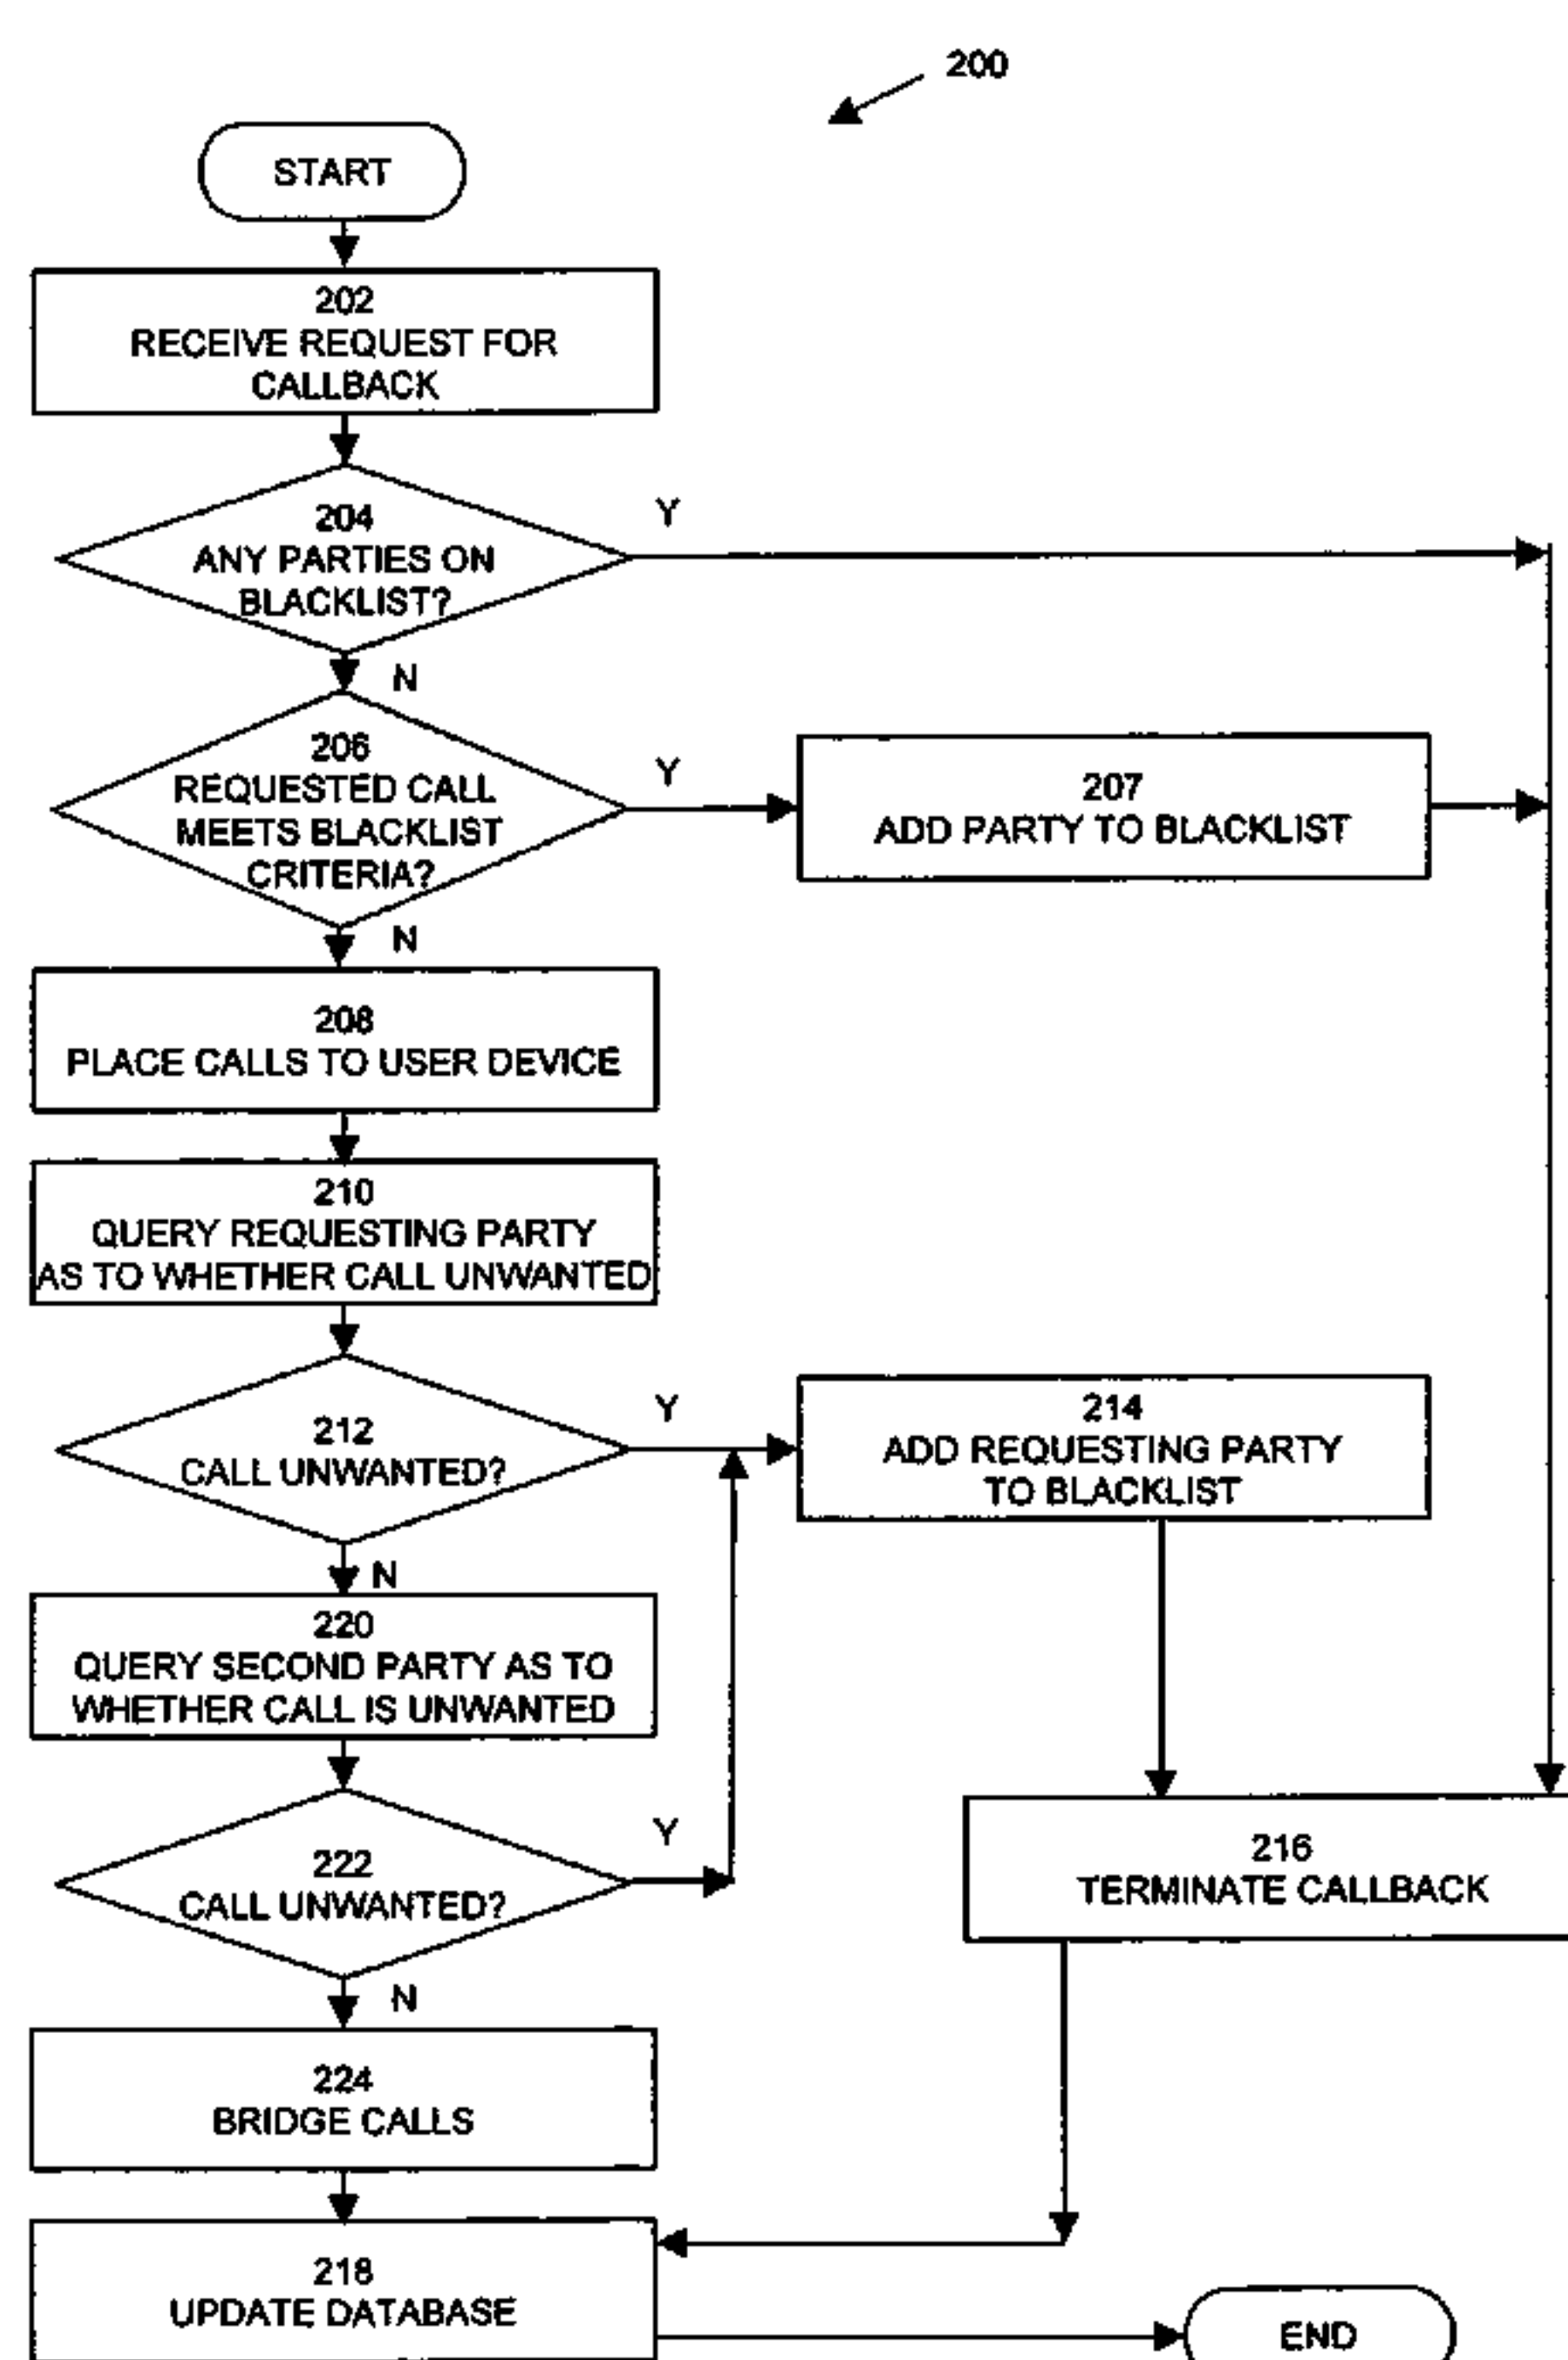 200
START
202
RECEIVE REQUEST FOR
CALLBACK
204
ANY PARTIES ON
BLACKLIST?
Y
N
206
REQUESTED CALL
MEETS BLACKLIST
CRITERIA?
Y
207
ADD PARTY TO BLACKLIST
N
208
PLACE CALLS TO USER DEVICE
210
QUERY REQUESTING PARTY
AS TO WHETHER CALL UNWANTED
212
CALL UNWANTED?
Y
214
ADD REQUESTING PARTY
TO BLACKLIST
N
220
QUERY SECOND PARTY AS TO
WHETHER CALL IS UNWANTED
222
CALL UNWANTED?
Y
216
TERMINATE CALLBACK
N
224
BRIDGE CALLS
218
UPDATE DATABASE
END